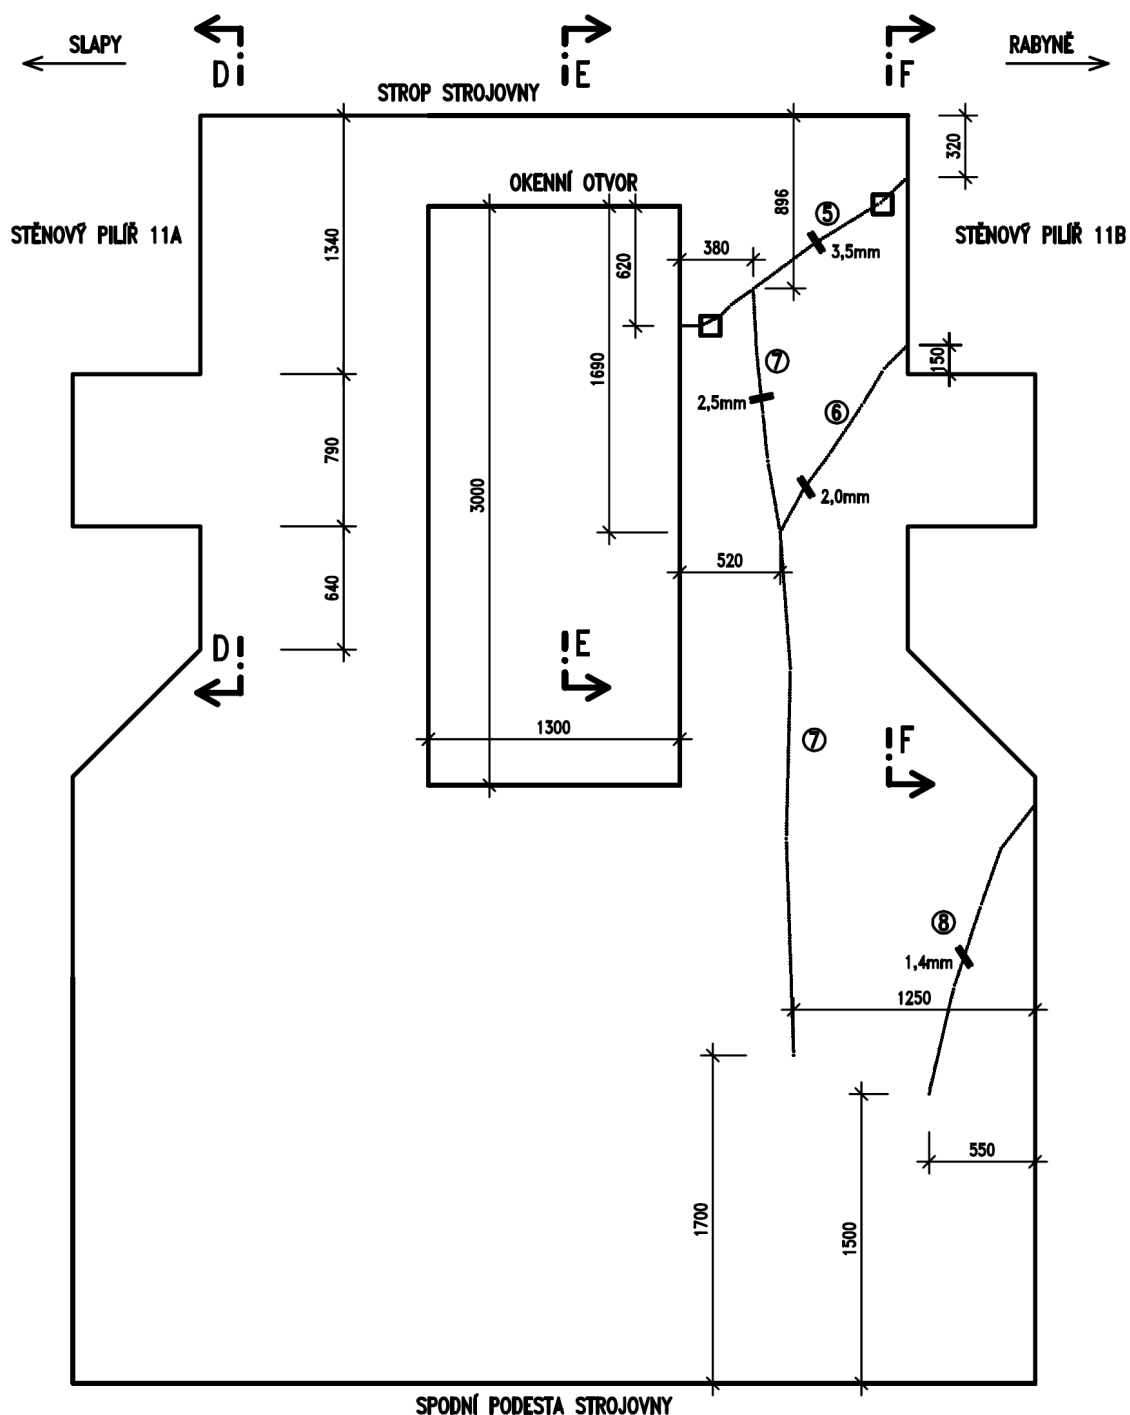 SLAPY
D
E
F
RABYNĚ
STROP STROJOVNY
320
OKENNÍ OTVOR
896
5
STĚNOVÝ PILÍŘ 11A
1340
620
380
3,5mm
STĚNOVÝ PILÍŘ 11B
1690
7
150
2,5mm
6
790
3000
2,0mm
520
640
D
E
1300
7
F
8
1,4mm
1250
550
1700
1500
SPODNÍ PODESTA STROJOVNY